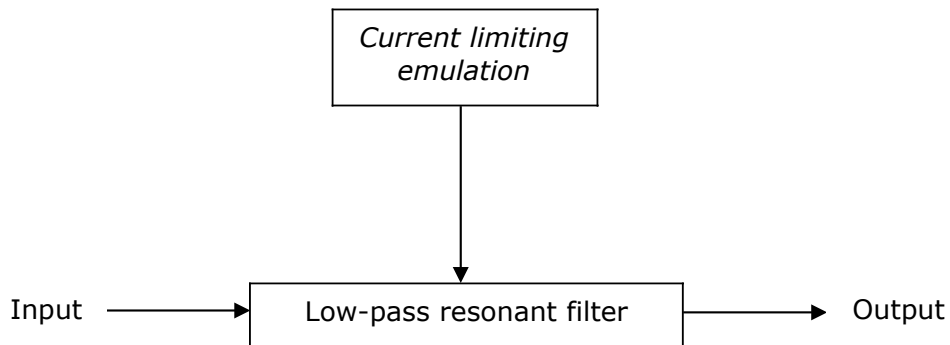 Current limiting
emulation
Input
Low-pass resonant filter
Output